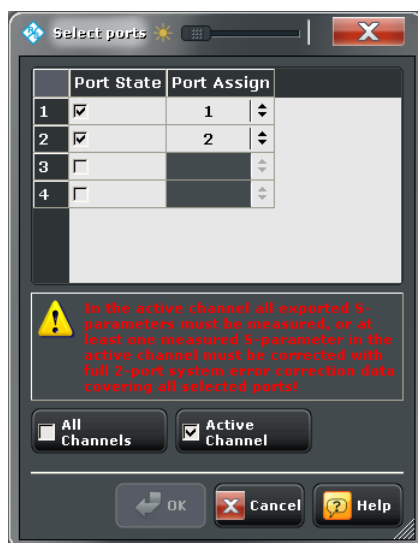 Select ports
Port State Port Assign
1 1
2 2
3
4
In the active channel all exported S-
parameters must be measured, or at
least one measured S-parameter in the
active channel must be corrected with
full 2-port system error correction data
covering all selected ports!
All
Channels
Active
Channel
OK
Cancel
Help